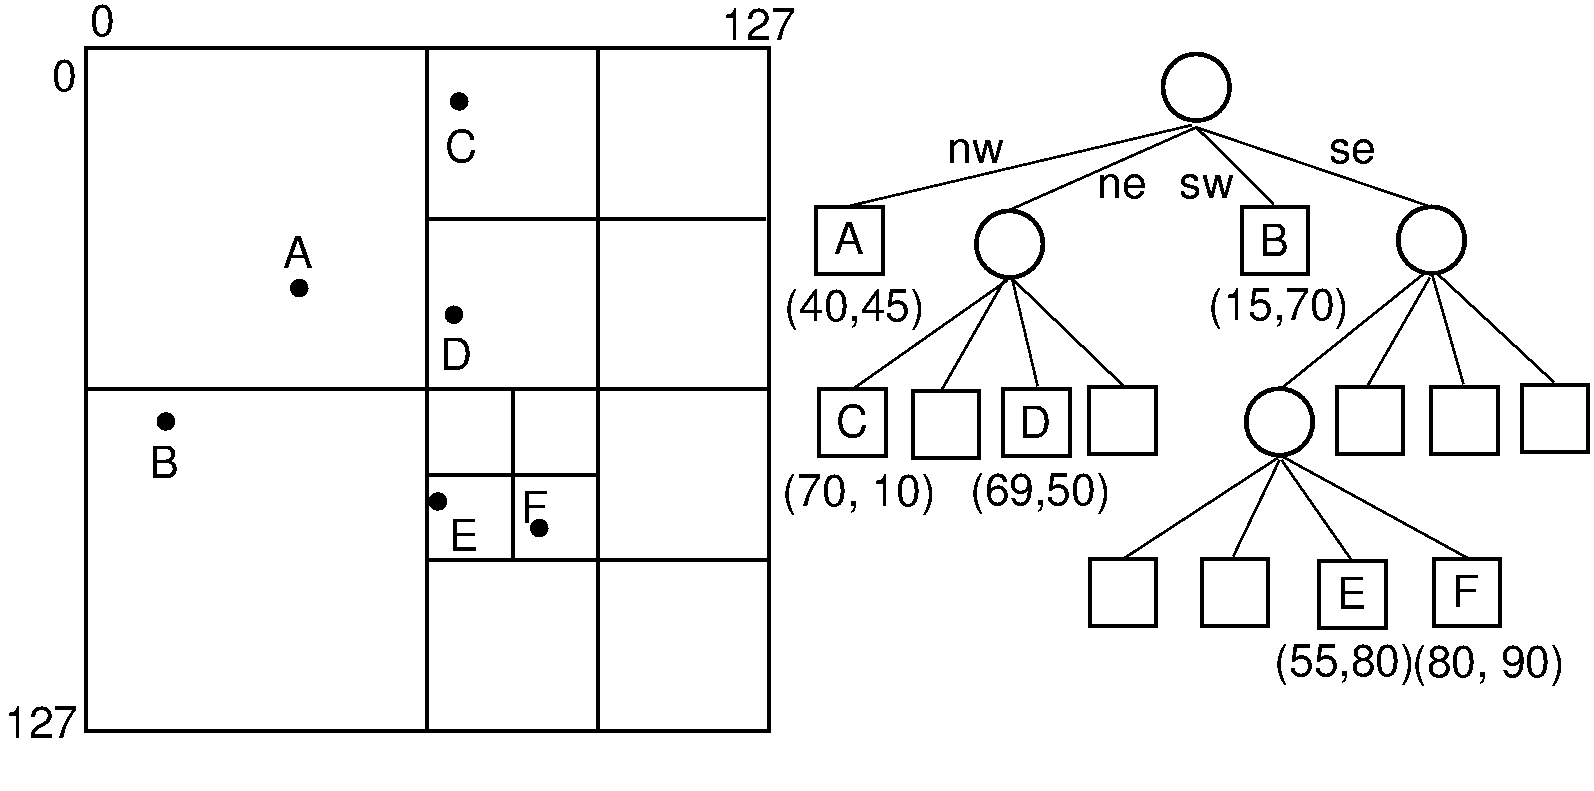 0
127
0
C
A
D
B
E
F
127
nw
ne
sw
se
A
B
(40,45)
(15,70)
C
D
(70, 10)
(69,50)
E
F
(55,80)
(80, 90)